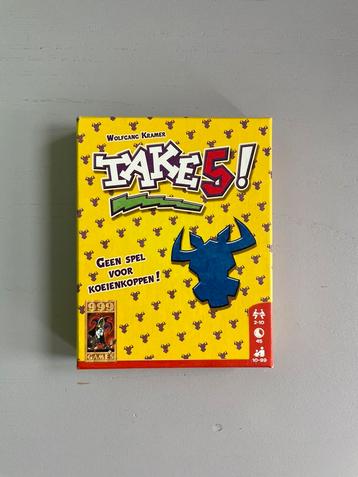 WOLFGANG KRAMER
TAKE 5!
GEEN SPEL
VOOR
KOEIENKOPPEN!
999
GAMES
2-10
45
10-99